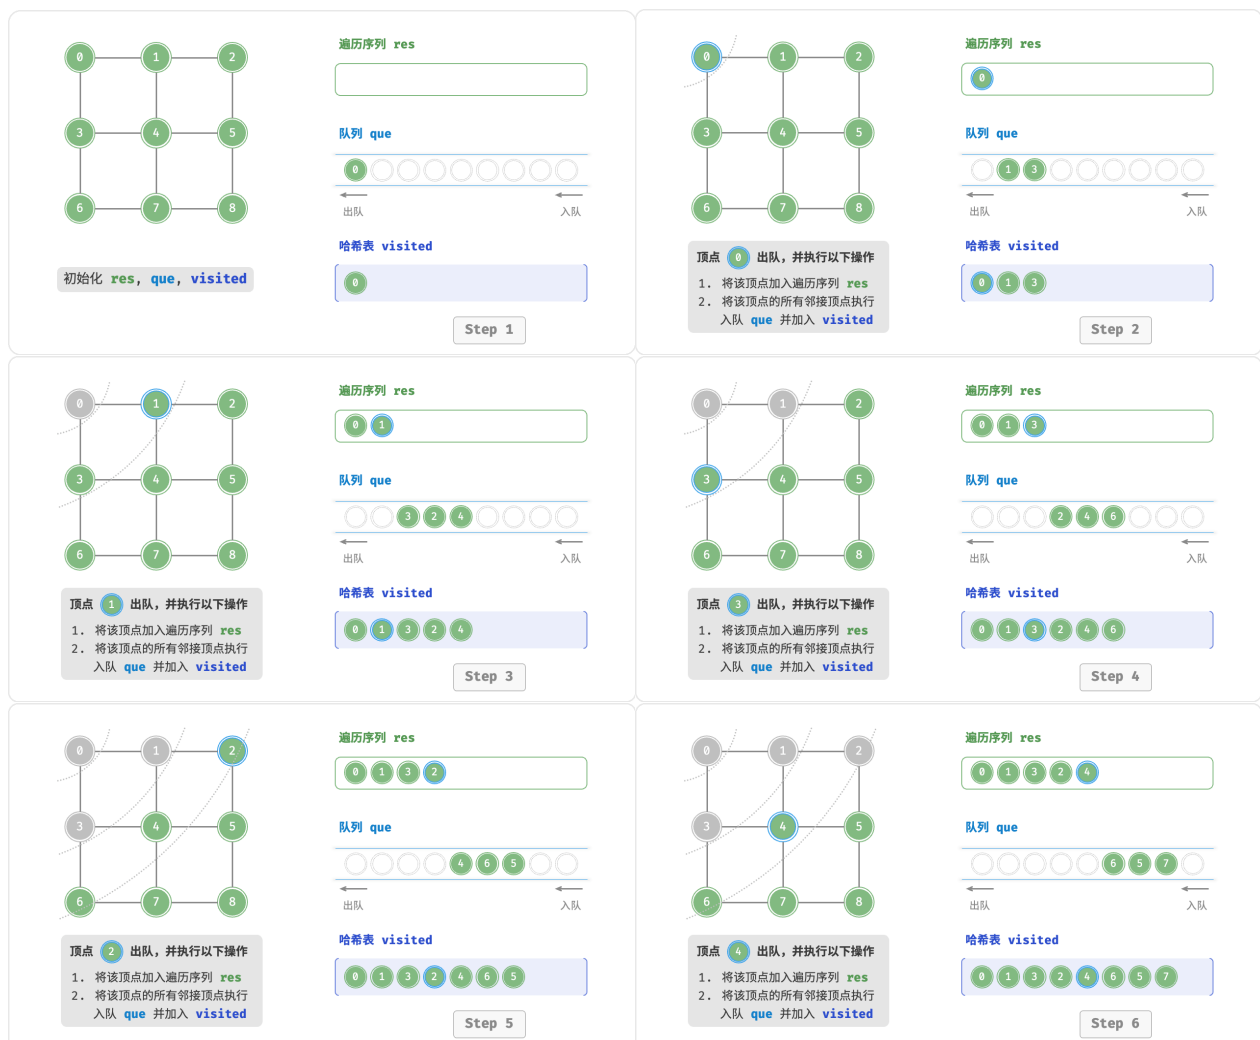 0 1 2
3 4 5
6 7 8
初始化 res, que, visited
遍历序列 res
队列 que
0
出队 入队
哈希表 visited
0
Step 1
0 1 2
3 4 5
6 7 8
顶点 0 出队，并执行以下操作
1. 将该顶点加入遍历序列 res
2. 将该顶点的所有邻接顶点执行
入队 que 并加入 visited
遍历序列 res
0
队列 que
1 3
出队 入队
哈希表 visited
0 1 3
Step 2
0 1 2
3 4 5
6 7 8
顶点 1 出队，并执行以下操作
1. 将该顶点加入遍历序列 res
2. 将该顶点的所有邻接顶点执行
入队 que 并加入 visited
遍历序列 res
0 1
队列 que
3 2 4
出队 入队
哈希表 visited
0 1 3 2 4
Step 3
0 1 2
3 4 5
6 7 8
顶点 3 出队，并执行以下操作
1. 将该顶点加入遍历序列 res
2. 将该顶点的所有邻接顶点执行
入队 que 并加入 visited
遍历序列 res
0 1 3
队列 que
2 4 6
出队 入队
哈希表 visited
0 1 3 2 4 6
Step 4
0 1 2
3 4 5
6 7 8
顶点 2 出队，并执行以下操作
1. 将该顶点加入遍历序列 res
2. 将该顶点的所有邻接顶点执行
入队 que 并加入 visited
遍历序列 res
0 1 3 2
队列 que
4 6 5
出队 入队
哈希表 visited
0 1 3 2 4 6 5
Step 5
0 1 2
3 4 5
6 7 8
顶点 4 出队，并执行以下操作
1. 将该顶点加入遍历序列 res
2. 将该顶点的所有邻接顶点执行
入队 que 并加入 visited
遍历序列 res
0 1 3 2 4
队列 que
6 5 7
出队 入队
哈希表 visited
0 1 3 2 4 6 5 7
Step 6